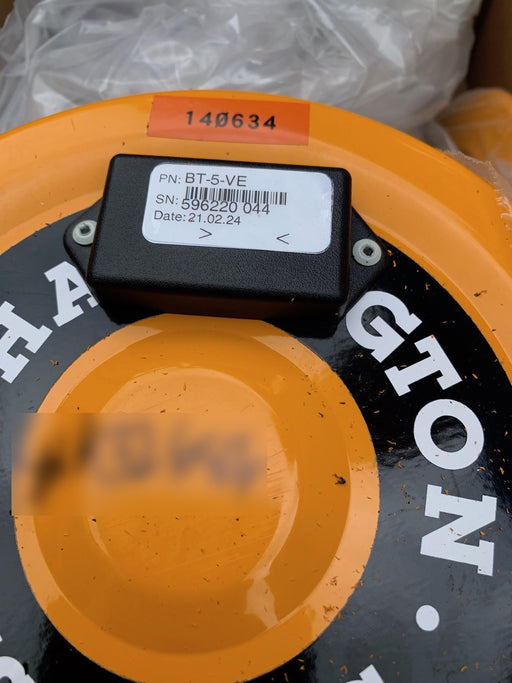 140634
PN: BT-5-VE
SN: 596220 044
Date: 21.02.24
> <
HA
GTON